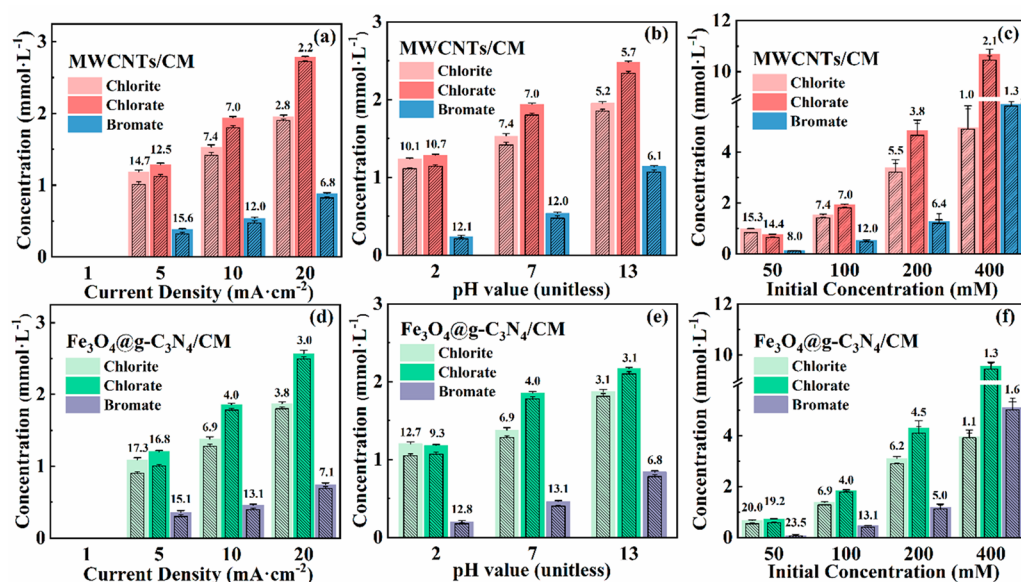 (a)
MWCNTs/CM
Chlorite
Chlorate
Bromate
Concentration (mmol·L⁻¹)
3
2
1
0
14.7
12.5
15.6
7.4
7.0
12.0
2.8
2.2
6.8
1
5
10
20
Current Density (mA·cm⁻²)
(b)
MWCNTs/CM
Chlorite
Chlorate
Bromate
Concentration (mmol·L⁻¹)
3
2
1
0
10.1
10.7
12.1
7.4
7.0
12.0
5.2
5.7
6.1
2
7
13
pH value (unitless)
(c)
MWCNTs/CM
Chlorite
Chlorate
Bromate
Concentration (mmol·L⁻¹)
12
10
8
4
2
0
15.3
14.4
8.0
7.4
7.0
12.0
5.5
3.8
6.4
1.0
2.1
1.3
50
100
200
400
Initial Concentration (mM)
(d)
Fe₃O₄@g-C₃N₄/CM
Chlorite
Chlorate
Bromate
Concentration (mmol·L⁻¹)
3
2
1
0
17.3
16.8
15.1
6.9
4.0
13.1
3.8
3.0
7.1
1
5
10
20
Current Density (mA·cm⁻²)
(e)
Fe₃O₄@g-C₃N₄/CM
Chlorite
Chlorate
Bromate
Concentration (mmol·L⁻¹)
3
2
1
0
12.7
9.3
12.8
6.9
4.0
13.1
3.1
3.1
6.8
2
7
13
pH value (unitless)
(f)
Fe₃O₄@g-C₃N₄/CM
Chlorite
Chlorate
Bromate
Concentration (mmol·L⁻¹)
12
10
8
4
2
0
20.0
19.2
23.5
6.9
4.0
13.1
6.2
4.5
5.0
1.1
1.3
1.6
50
100
200
400
Initial Concentration (mM)